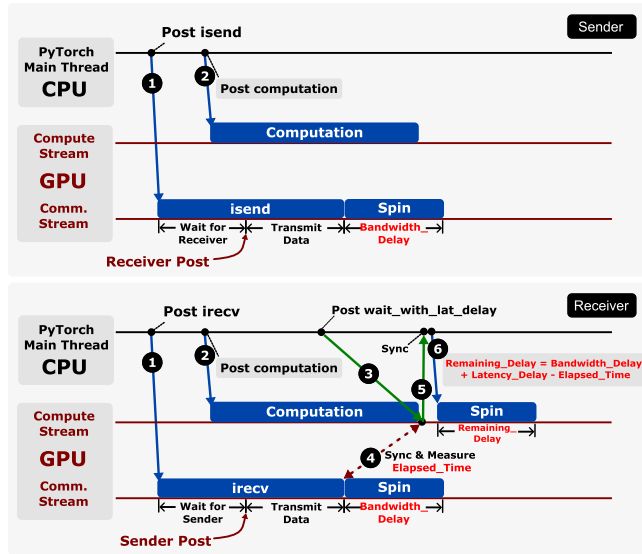 Sender
Post isend
PyTorch
Main Thread
CPU
1
2
Post computation
Compute
Stream
Computation
GPU
Comm.
Stream
isend
Spin
Wait for
Receiver
Transmit
Data
Bandwidth_
Delay
Receiver Post
Receiver
Post irecv
Post wait_with_lat_delay
PyTorch
Main Thread
CPU
Sync
1
2
6
Post computation
3
5
Remaining_Delay = Bandwidth_Delay
+ Latency_Delay - Elapsed_Time
Compute
Stream
Computation
Spin
Remaining_
Delay
GPU
4
Sync & Measure
Elapsed_Time
Comm.
Stream
irecv
Spin
Wait for
Sender
Transmit
Data
Bandwidth_
Delay
Sender Post